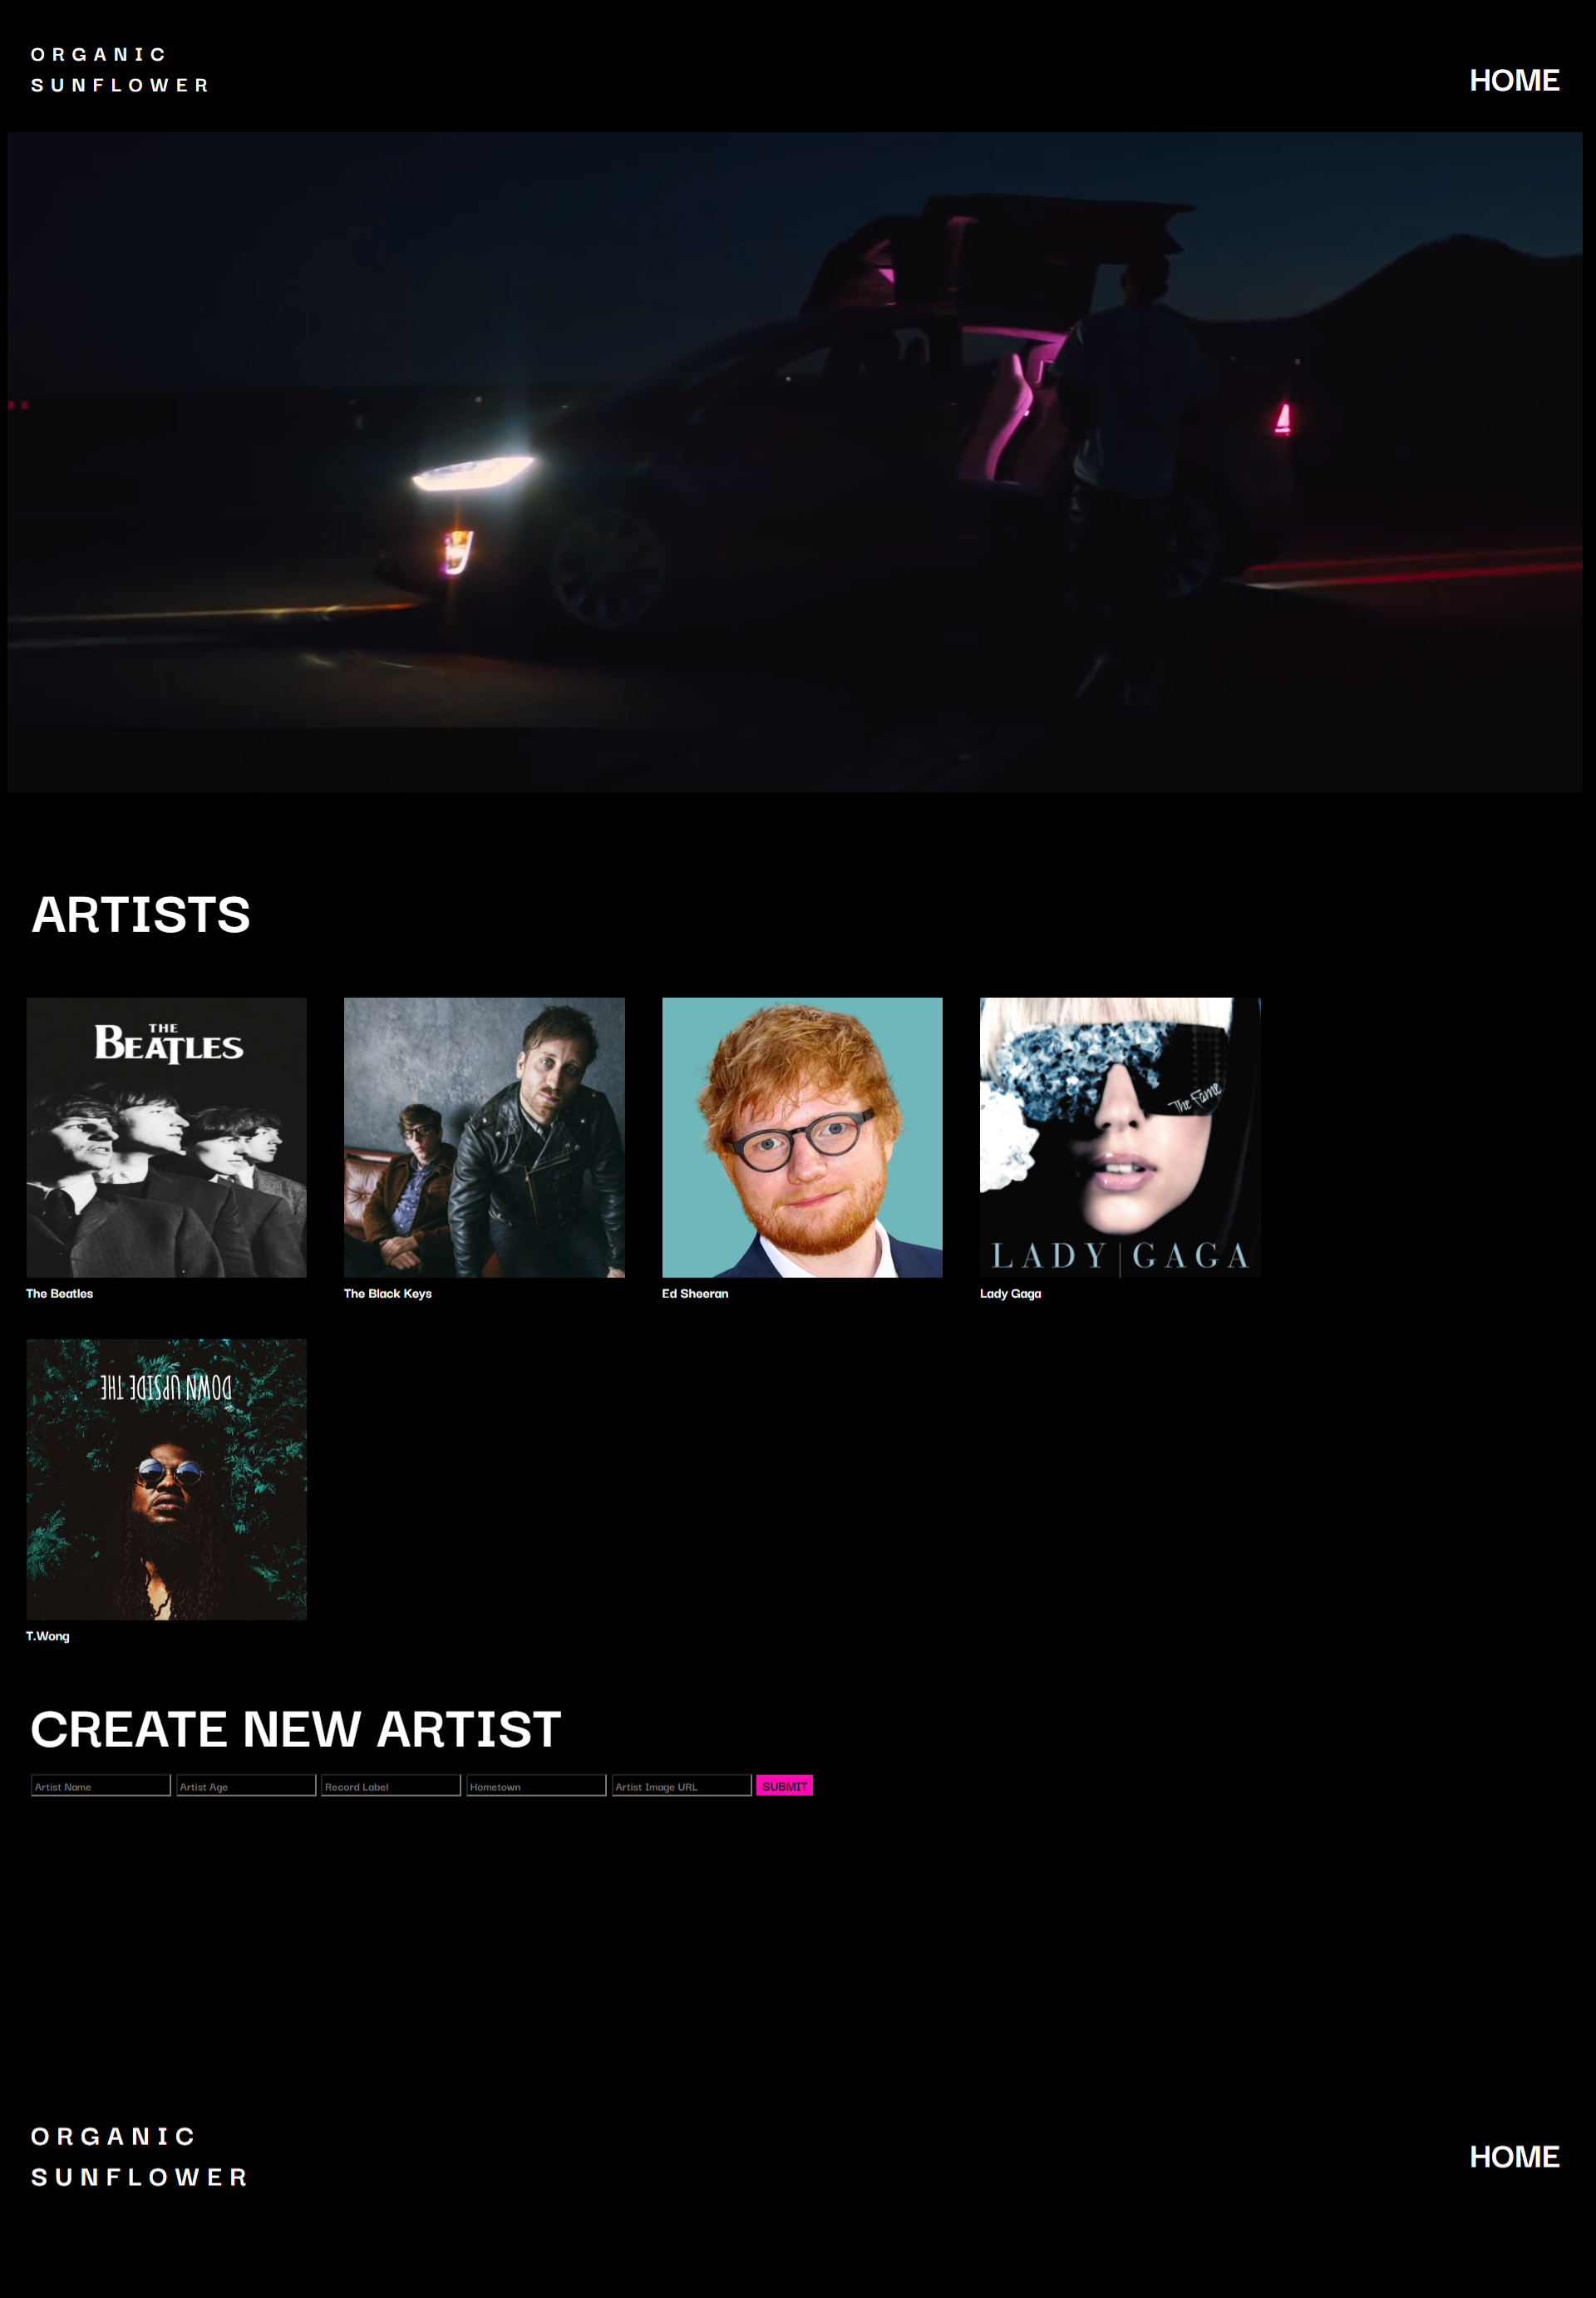 ORGANIC
SUNFLOWER
HOME
ARTISTS
THE
BEATLES
The Fame
LADY | GAGA
The Beatles
The Black Keys
Ed Sheeran
Lady Gaga
DOWN UPSIDE THE
T.Wong
CREATE NEW ARTIST
Artist Name
Artist Age
Record Label
Hometown
Artist Image URL
SUBMIT
ORGANIC
SUNFLOWER
HOME